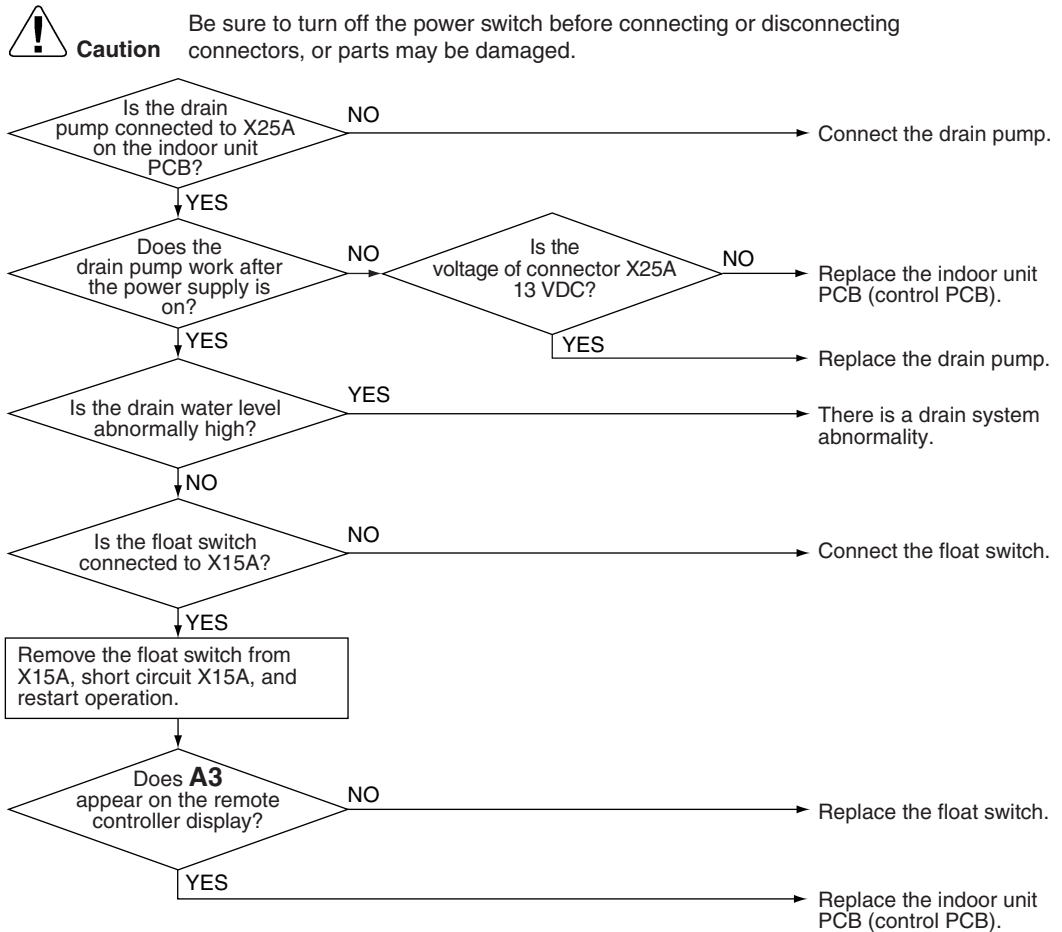 Be sure to turn off the power switch before connecting or disconnecting
Caution connectors, or parts may be damaged.
Is the drain
pump connected to X25A
on the indoor unit
PCB?
NO
Connect the drain pump.
YES
Does the
drain pump work after
the power supply is
on?
NO
Is the
voltage of connector X25A
13 VDC?
NO
Replace the indoor unit
PCB (control PCB).
YES
YES
Replace the drain pump.
Is the drain water level
abnormally high?
YES
There is a drain system
abnormality.
NO
Is the float switch
connected to X15A?
NO
Connect the float switch.
YES
Remove the float switch from
X15A, short circuit X15A, and
restart operation.
Does A3
appear on the remote
controller display?
NO
Replace the float switch.
YES
Replace the indoor unit
PCB (control PCB).